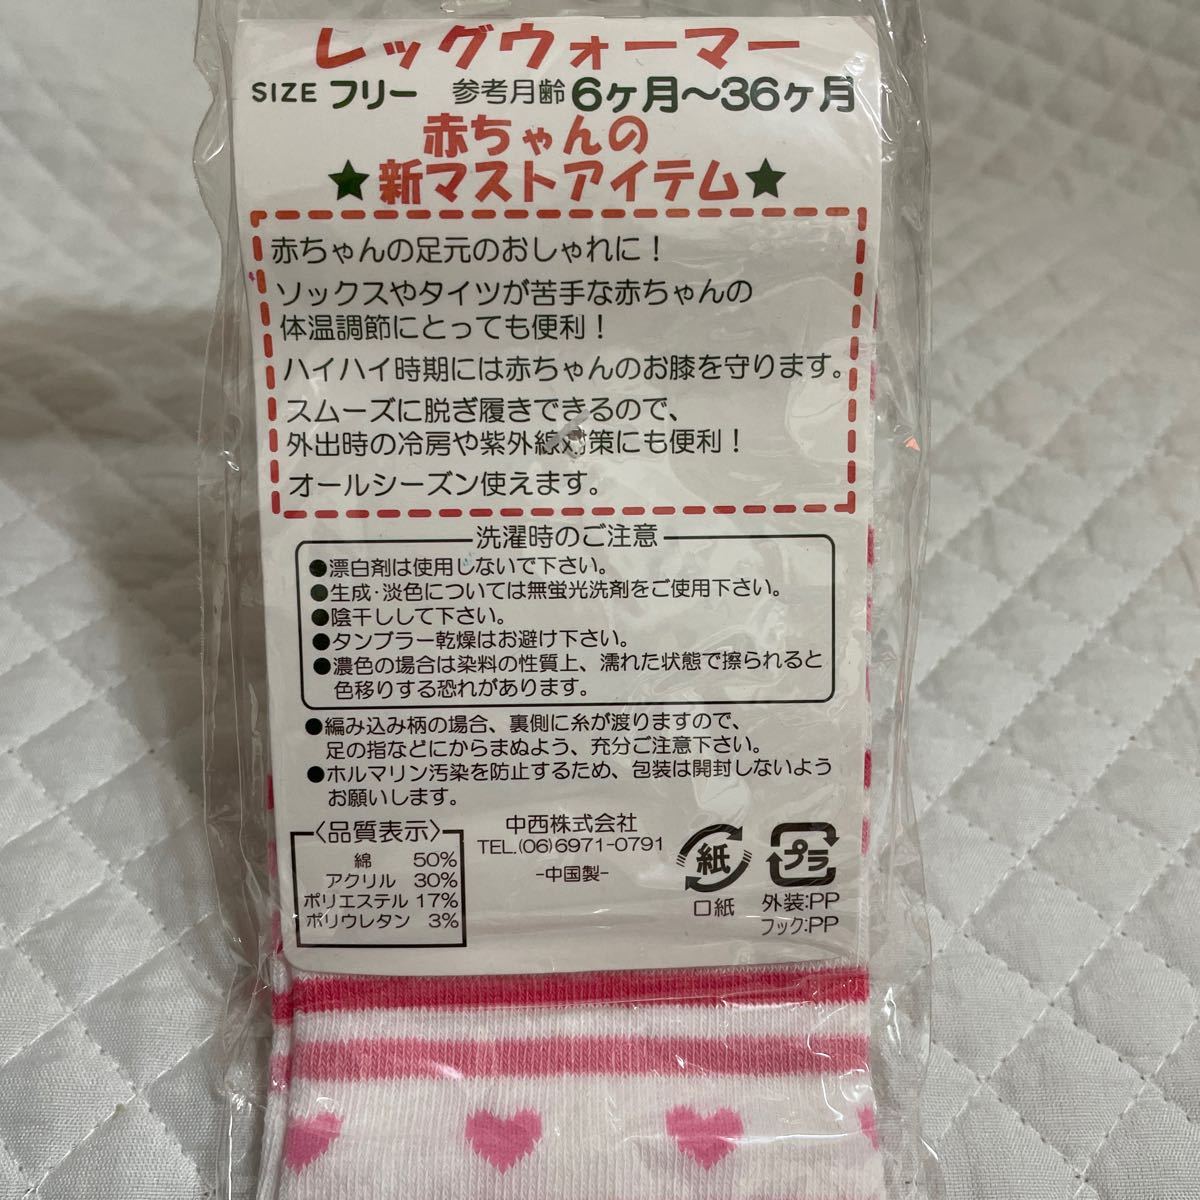 レッグウォーマー
SIZE フリー 参考月齢 6ヶ月〜36ヶ月
赤ちゃんの
★新マストアイテム★
赤ちゃんの足元のおしゃれに！
ソックスやタイツが苦手な赤ちゃんの
体温調節にとっても便利！
ハイハイ時期には赤ちゃんのお膝を守ります。
スムーズに脱ぎ履きできるので、
外出時の冷房や紫外線対策にも便利！
オールシーズン使えます。
洗濯時のご注意
●漂白剤は使用しないで下さい。
●生成・淡色については無蛍光洗剤をご使用下さい。
●陰干しして下さい。
●タンブラー乾燥はお避け下さい。
●濃色の場合は染料の性質上、濡れた状態で擦られると
色移りする恐れがあります。
●編み込み柄の場合、裏側に糸が渡りますので、
足の指などにからまぬよう、充分ご注意下さい。
●ホルマリン汚染を防止するため、包装は開封しないよう
お願いします。
〈品質表示〉
綿 50%
アクリル 30%
ポリエステル 17%
ポリウレタン 3%
中西株式会社
TEL.(06)6971-0791
-中国製-
紙
口紙
プラ
外装:PP
フック:PP